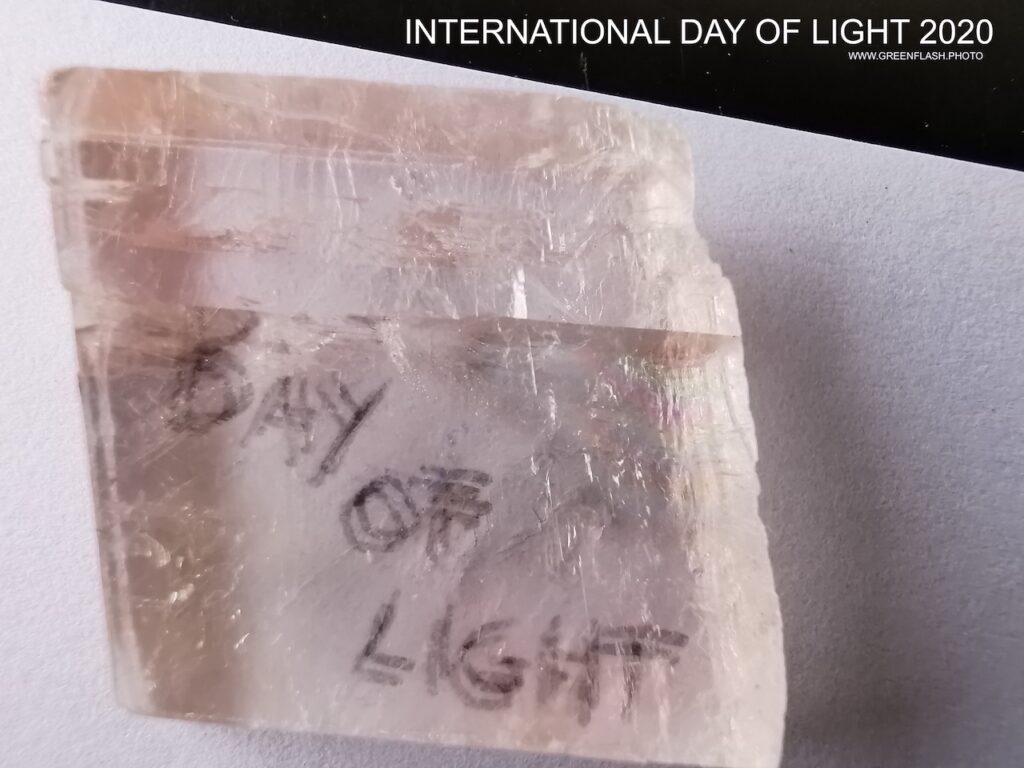 INTERNATIONAL DAY OF LIGHT 2020
WWW.GREENFLASH.PHOTO
DAY
OF
LIGHT